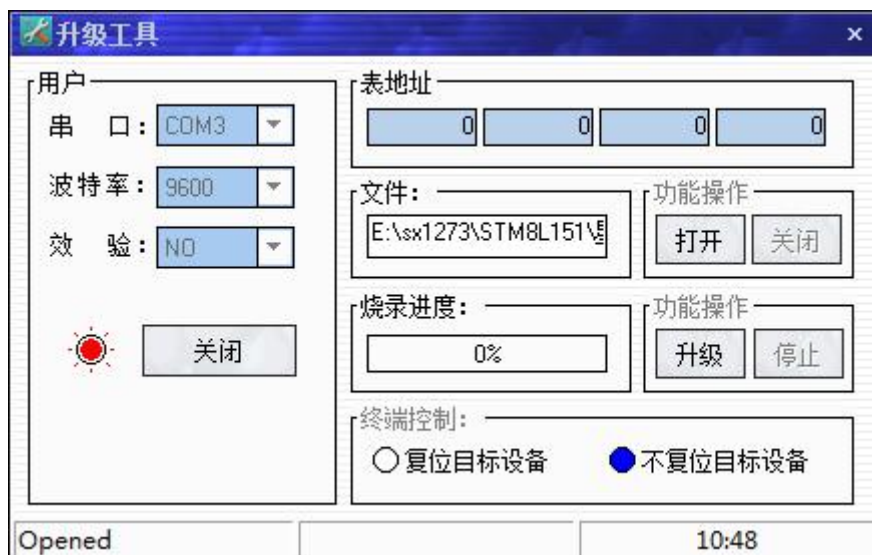 升级工具
用户
串 口: COM3
波特率: 9600
效 验: NO
关闭
表地址
0 0 0 0
文件:
E:\sx1273\STM8L151\
功能操作
打开 关闭
烧录进度:
0%
功能操作
升级 停止
终端控制:
复位目标设备 不复位目标设备
Opened 10:48